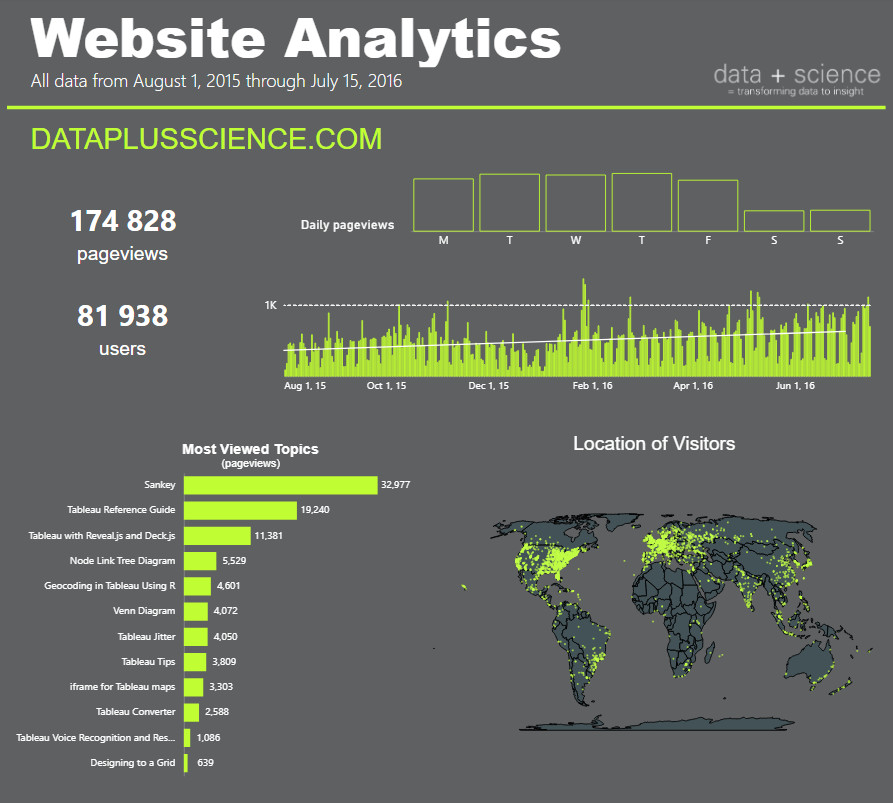 Website Analytics
All data from August 1, 2015 through July 15, 2016
data + science
= transforming data to insight
DATAPLUSSCIENCE.COM
174 828
pageviews
81 938
users
Daily pageviews
M T W T F S S
1K
Aug 1, 15 Oct 1, 15 Dec 1, 15 Feb 1, 16 Apr 1, 16 Jun 1, 16
Most Viewed Topics
(pageviews)
Sankey 32,977
Tableau Reference Guide 19,240
Tableau with Reveal.js and Deck.js 11,381
Node Link Tree Diagram 5,529
Geocoding in Tableau Using R 4,601
Venn Diagram 4,072
Tableau Jitter 4,050
Tableau Tips 3,809
iframe for Tableau maps 3,303
Tableau Converter 2,588
Tableau Voice Recognition and Res... 1,086
Designing to a Grid 639
Location of Visitors